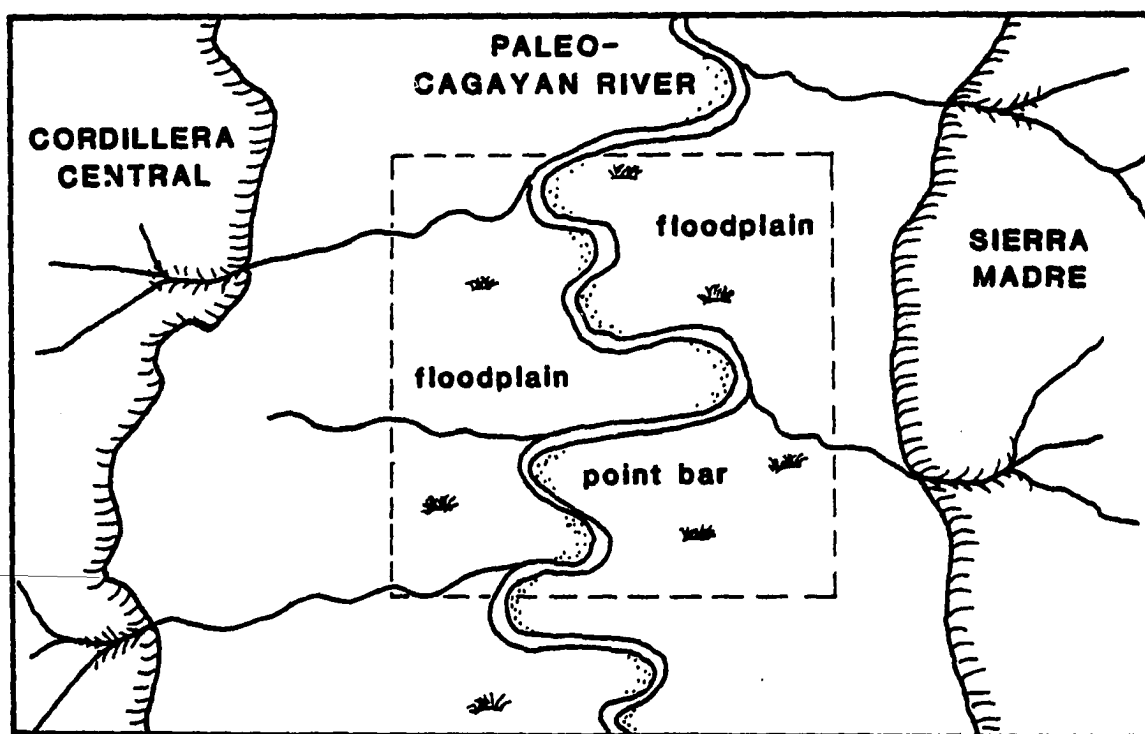 PALEO-
CAGAYAN RIVER
CORDILLERA
CENTRAL
floodplain
SIERRA
MADRE
floodplain
point bar